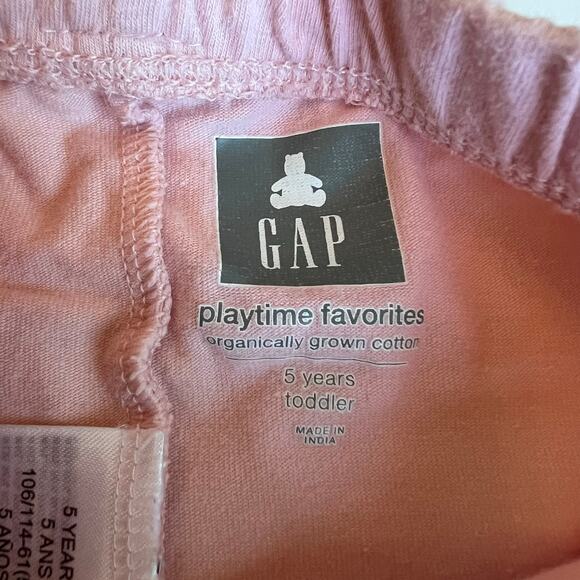 GAP
playtime favorites
organically grown cotton
5 years
toddler
MADE IN
INDIA
5 YEAR
5 ANS
106/114-61(
5 AÑOS